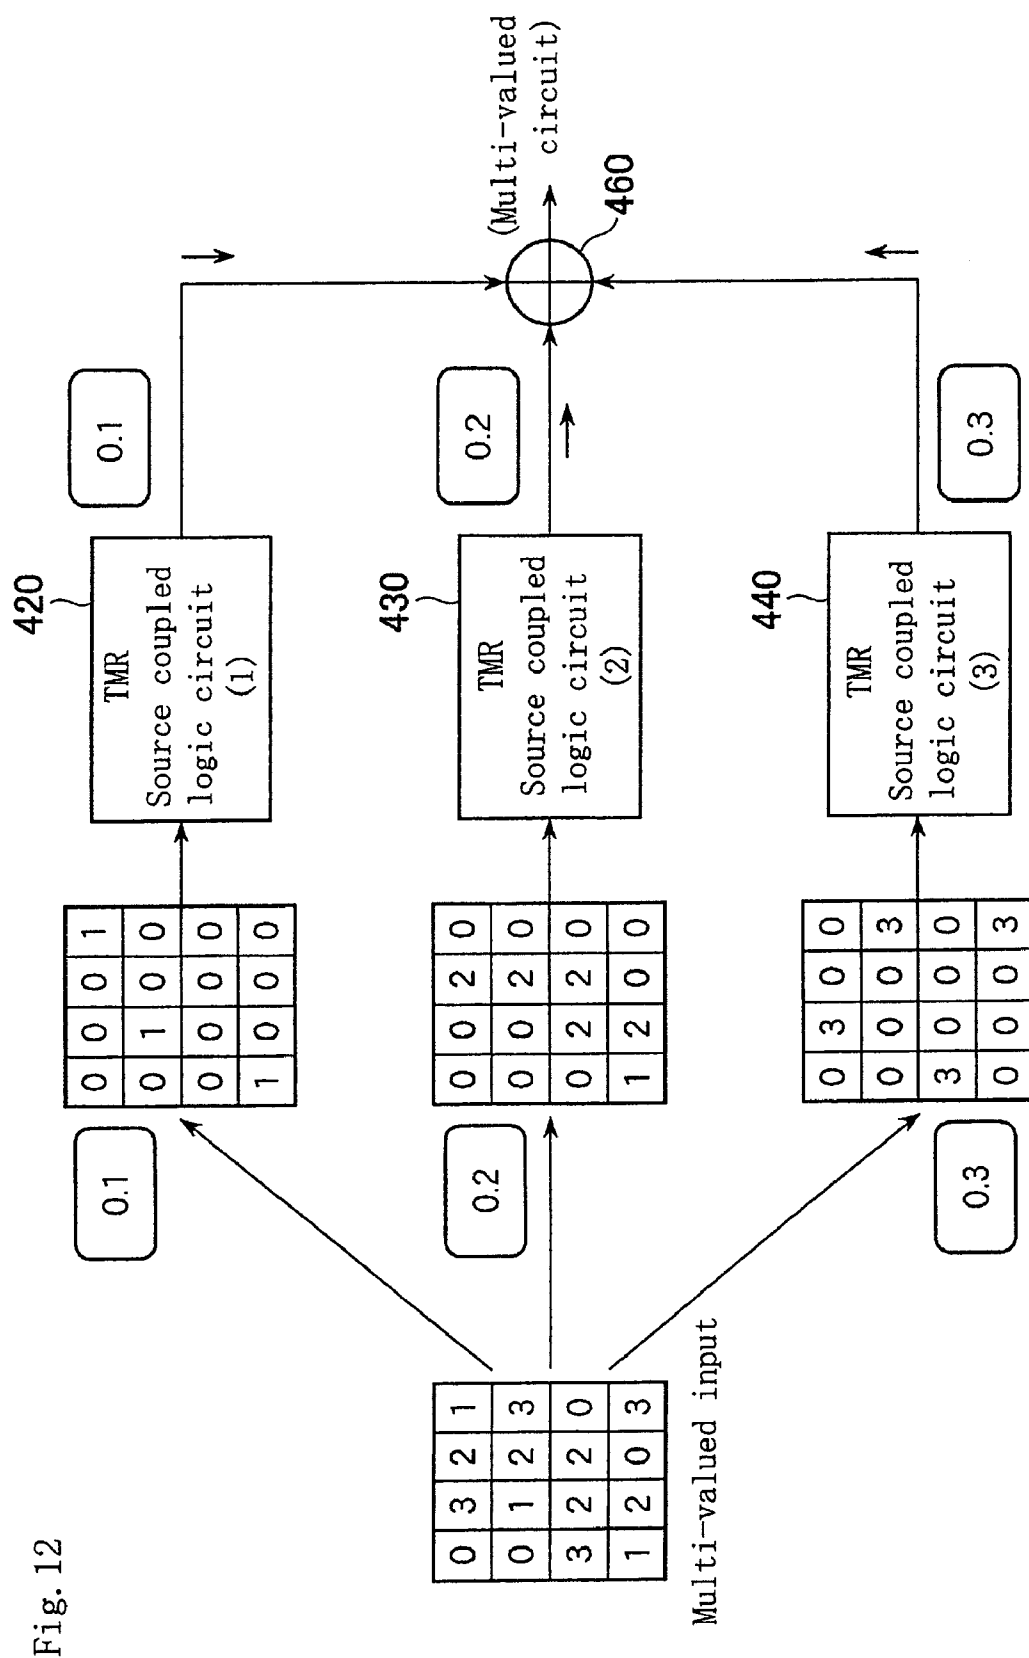 Fig. 12
0 3 2 1
0 1 2 3
3 2 2 0
1 2 0 3
Multi-valued input
0.1
0 0 0 1
0 1 0 0
0 0 0 0
1 0 0 0
420
TMR
Source coupled
logic circuit
(1)
0.1
0.2
0 0 2 0
0 0 2 0
0 2 2 0
1 2 0 0
430
TMR
Source coupled
logic circuit
(2)
0.2
0.3
0 3 0 0
0 0 0 3
3 0 0 0
0 0 0 3
440
TMR
Source coupled
logic circuit
(3)
0.3
460
(Multi-valued
circuit)